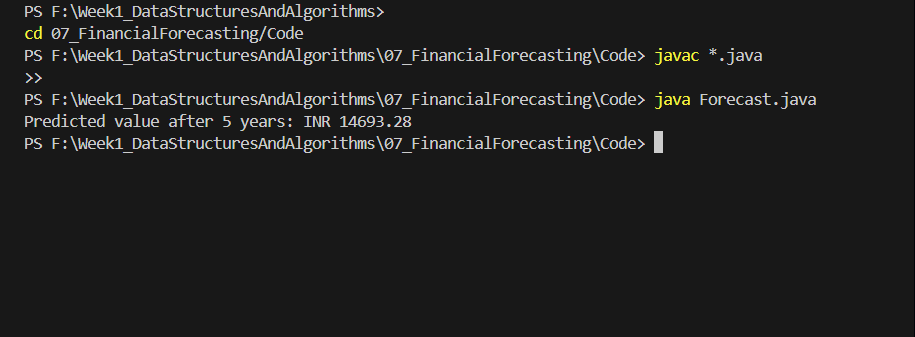 PS F:\Week1_DataStructuresAndAlgorithms>
cd 07_FinancialForecasting/Code
PS F:\Week1_DataStructuresAndAlgorithms\07_FinancialForecasting\Code> javac *.java
>>
PS F:\Week1_DataStructuresAndAlgorithms\07_FinancialForecasting\Code> java Forecast.java
Predicted value after 5 years: INR 14693.28
PS F:\Week1_DataStructuresAndAlgorithms\07_FinancialForecasting\Code>